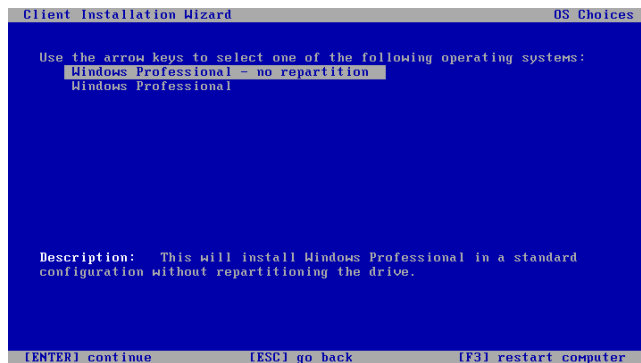 Client Installation Wizard OS Choices
Use the arrow keys to select one of the following operating systems:
Windows Professional - no repartition
Windows Professional
Description: This will install Windows Professional in a standard
configuration without repartitioning the drive.
[ENTER] continue [ESC] go back [F3] restart computer